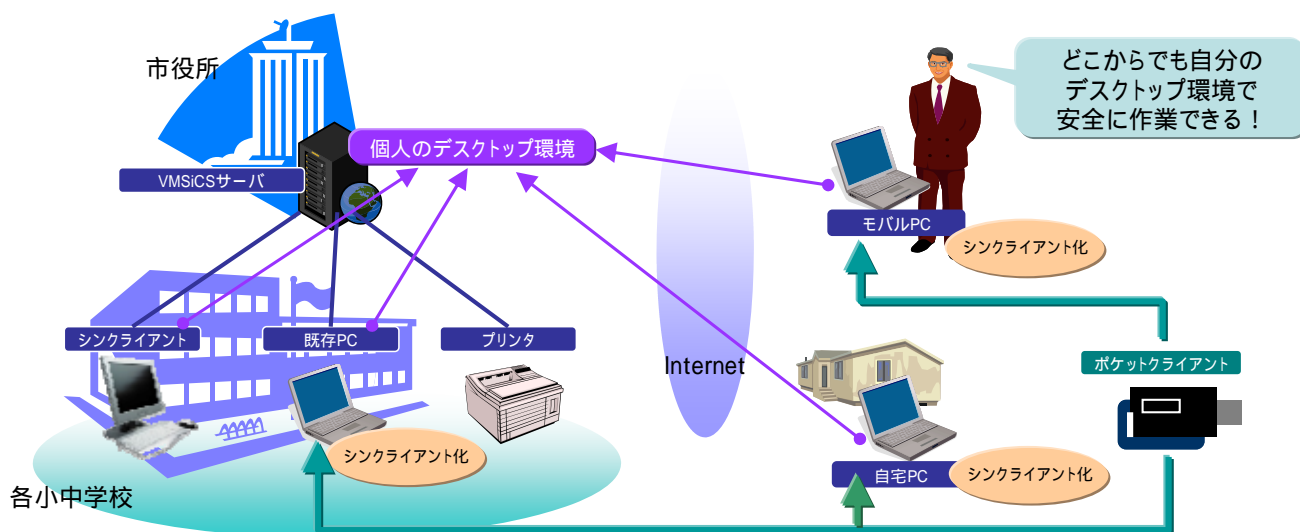 市役所
どこからでも自分の
デスクトップ環境で
安全に作業できる！
個人のデスクトップ環境
VMSiCSサーバ
モバルPC
シンクライアント化
シンクライアント
既存PC
プリンタ
Internet
ポケットクライアント
シンクライアント化
自宅PC
シンクライアント化
各小中学校